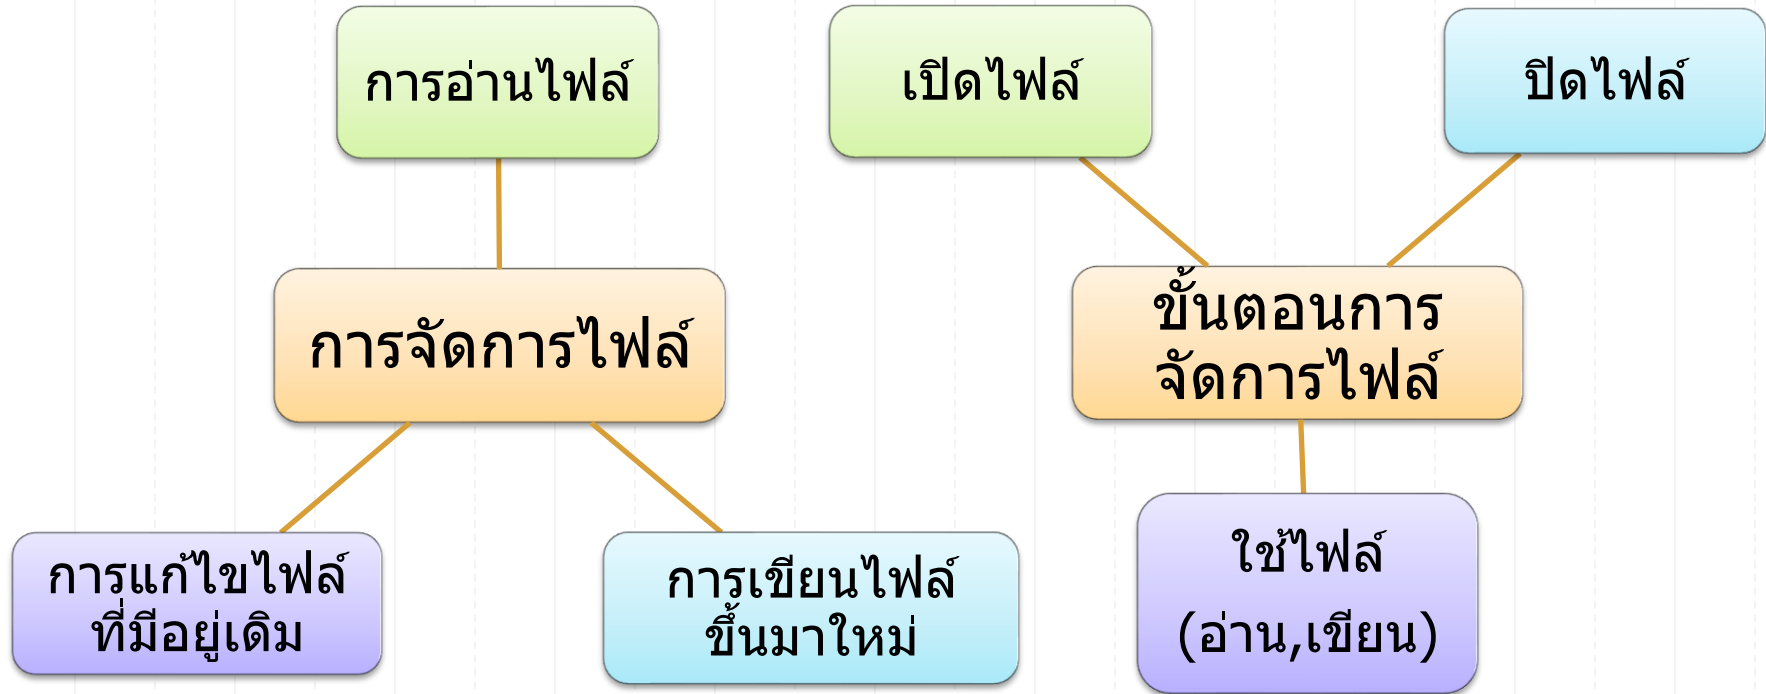 การอ่านไฟล์
เปิดไฟล์
ปิดไฟล์
การจัดการไฟล์
ขั้นตอนการ
จัดการไฟล์
การแก้ไขไฟล์
ที่มีอยู่เดิม
การเขียนไฟล์
ขึ้นมาใหม่
ใช้ไฟล์
(อ่าน,เขียน)